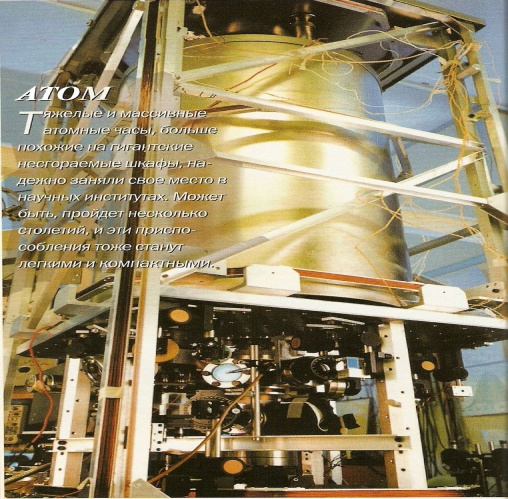 АТОМ
Тяжелые и массивные
атомные часы, больше
похожие на гигантские
несгораемые шкафы, на-
дежно заняли свое место в
научных институтах. Может
быть, пройдет несколько
столетий, и эти приспо-
собления тоже станут
легкими и компактными.